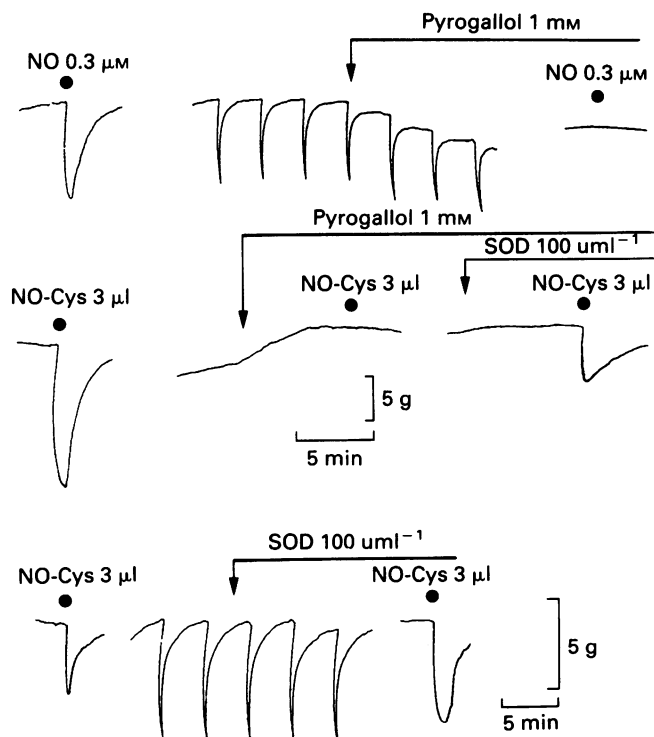 Pyrogallol 1 mM
NO 0.3 μM
NO 0.3 μM
Pyrogallol 1 mM
SOD 100 uml⁻¹
NO-Cys 3 μl
NO-Cys 3 μl
NO-Cys 3 μl
5 g
5 min
SOD 100 uml⁻¹
NO-Cys 3 μl
NO-Cys 3 μl
5 g
5 min